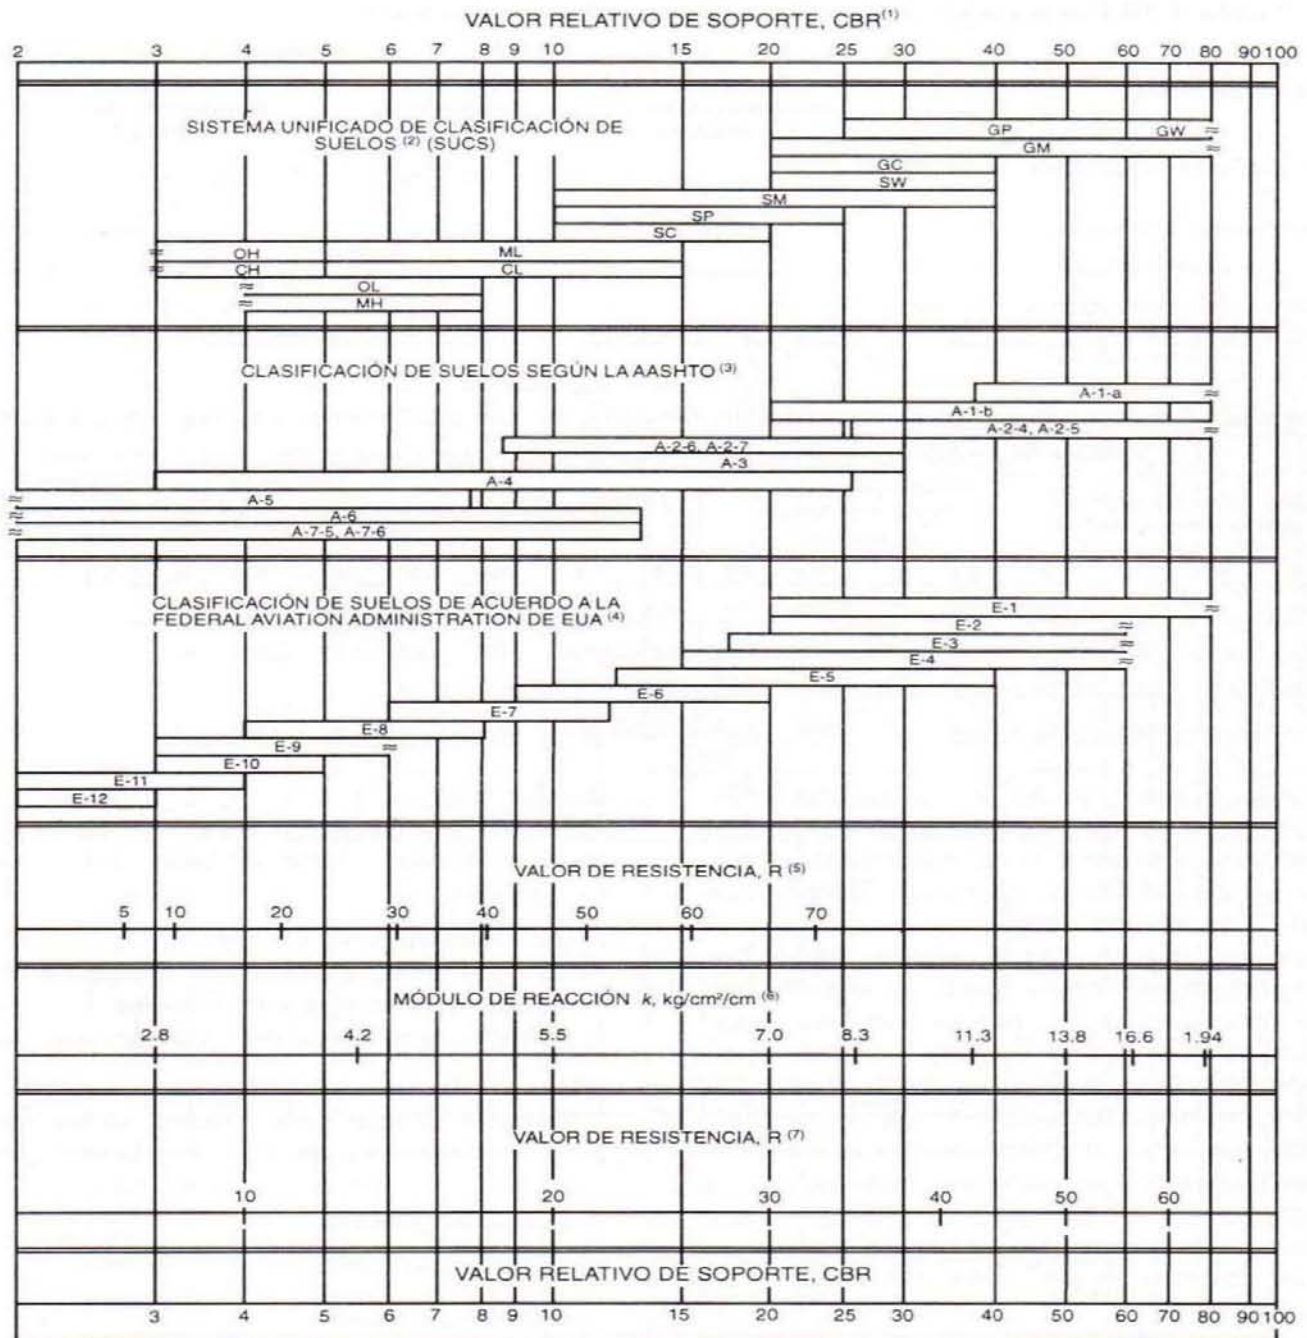 VALOR RELATIVO DE SOPORTE, CBR(1)
2 3 4 5 6 7 8 9 10 15 20 25 30 40 50 60 70 80 90 100
SISTEMA UNIFICADO DE CLASIFICACIÓN DE
SUELOS (2) (SUCS)
GP GW
GM
GC
SW
SM
SP
SC
OH ML
CH CL
OL
MH
CLASIFICACIÓN DE SUELOS SEGÚN LA AASHTO (3)
A-1-a
A-1-b
A-2-4, A-2-5
A-2-6, A-2-7
A-3
A-4
A-5
A-6
A-7-5, A-7-6
CLASIFICACIÓN DE SUELOS DE ACUERDO A LA
FEDERAL AVIATION ADMINISTRATION DE EUA (4)
E-1
E-2
E-3
E-4
E-5
E-6
E-7
E-8
E-9
E-10
E-11
E-12
VALOR DE RESISTENCIA, R (5)
5 10 20 30 40 50 60 70
MÓDULO DE REACCIÓN k, kg/cm²/cm (6)
2.8 4.2 5.5 7.0 8.3 11.3 13.8 16.6 1.94
VALOR DE RESISTENCIA, R (7)
10 20 30 40 50 60
VALOR RELATIVO DE SOPORTE, CBR
3 4 5 6 7 8 9 10 15 20 25 30 40 50 60 70 80 90 100